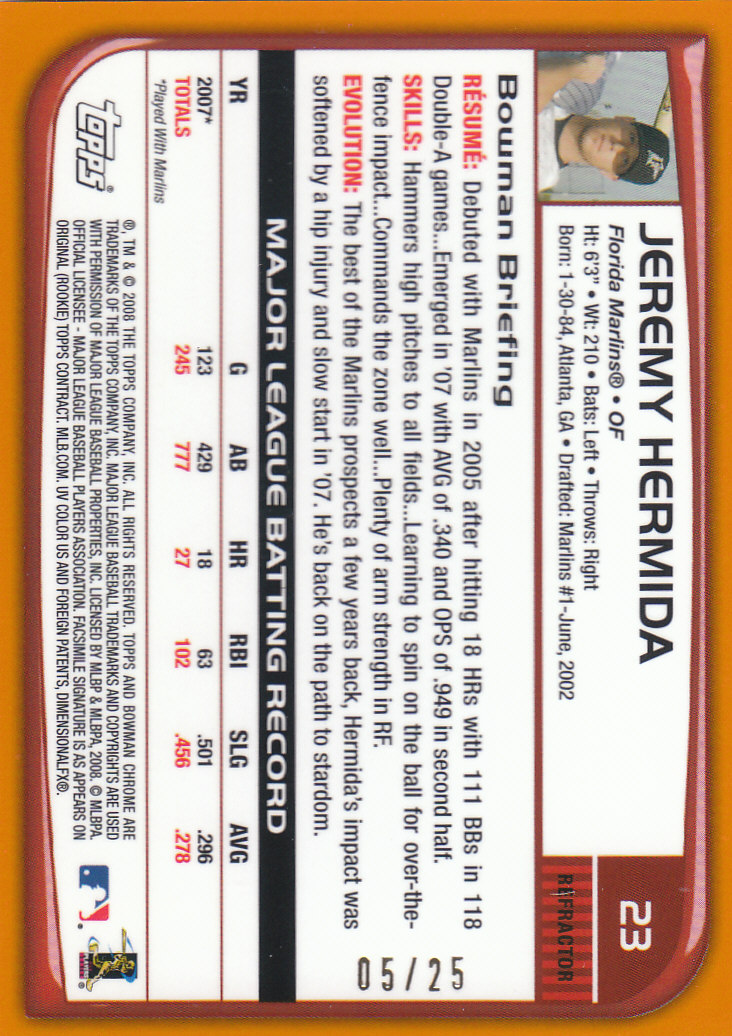 23
REFRACTOR
JEREMY HERMIDA
Florida Marlins® • OF
Ht: 6'3" • Wt: 210 • Bats: Left • Throws: Right
Born: 1-30-84, Atlanta, GA • Drafted: Marlins #1-June, 2002
Bowman Briefing
RÉSUMÉ: Debuted with Marlins in 2005 after hitting 18 HRs with 111 BBs in 118
Double-A games...Emerged in '07 with AVG of .340 and OPS of .949 in second half.
SKILLS: Hammers high pitches to all fields...Learning to spin on the ball for over-the-
fence impact...Commands the zone well...Plenty of arm strength in RF.
EVOLUTION: The best of the Marlins prospects a few years back, Hermida's impact was
softened by a hip injury and slow start in '07. He's back on the path to stardom.
05/25
MAJOR LEAGUE BATTING RECORD
YR G AB HR RBI SLG AVG
2007* 123 429 18 63 .501 .296
TOTALS 245 777 27 102 .456 .278
*Played With Marlins
topps®
®, TM & © 2008 THE TOPPS COMPANY, INC. ALL RIGHTS RESERVED. TOPPS AND BOWMAN CHROME ARE
TRADEMARKS OF THE TOPPS COMPANY, INC. MAJOR LEAGUE BASEBALL TRADEMARKS AND COPYRIGHTS ARE USED
WITH PERMISSION OF MAJOR LEAGUE BASEBALL PROPERTIES, INC. LICENSED BY MLBP & MLBPA, 2008. © MLBPA.
OFFICIAL LICENSEE - MAJOR LEAGUE BASEBALL PLAYERS ASSOCIATION. FACSIMILE SIGNATURE IS AS APPEARS ON
ORIGINAL (ROOKIE) TOPPS CONTRACT. MLB.COM. UV COLOR US AND FOREIGN PATENTS, DIMENSIONALFX®.